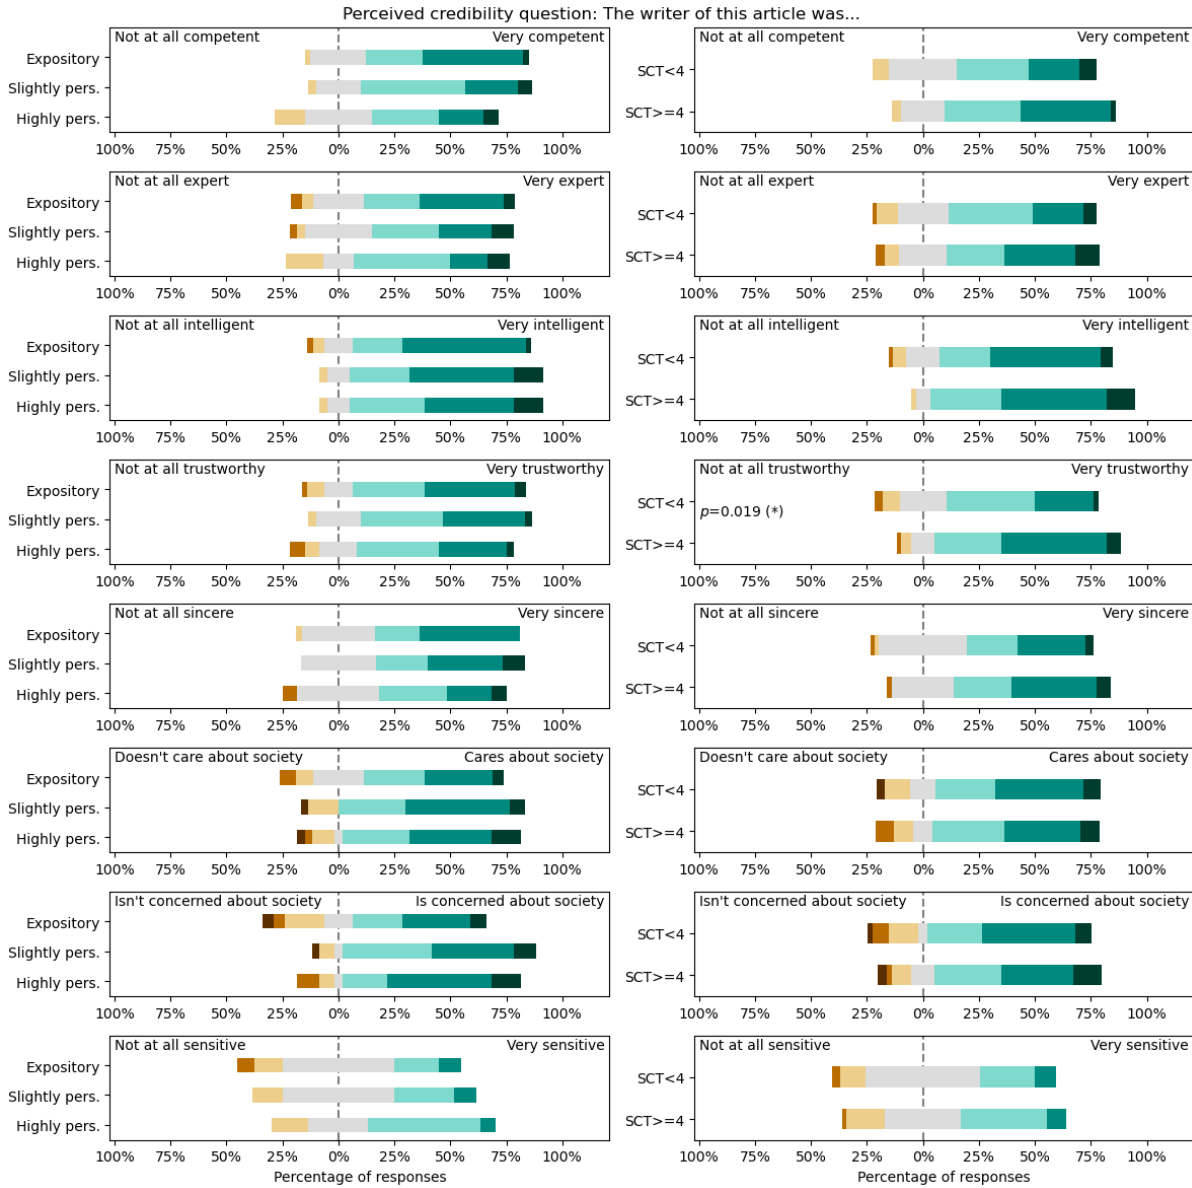 Perceived credibility question: The writer of this article was...
Not at all competent Very competent
Expository
Slightly pers.
Highly pers.
100% 75% 50% 25% 0% 25% 50% 75% 100%
Not at all competent Very competent
SCT<4
SCT>=4
100% 75% 50% 25% 0% 25% 50% 75% 100%
Not at all expert Very expert
Expository
Slightly pers.
Highly pers.
100% 75% 50% 25% 0% 25% 50% 75% 100%
Not at all expert Very expert
SCT<4
SCT>=4
100% 75% 50% 25% 0% 25% 50% 75% 100%
Not at all intelligent Very intelligent
Expository
Slightly pers.
Highly pers.
100% 75% 50% 25% 0% 25% 50% 75% 100%
Not at all intelligent Very intelligent
SCT<4
SCT>=4
100% 75% 50% 25% 0% 25% 50% 75% 100%
Not at all trustworthy Very trustworthy
Expository
Slightly pers.
Highly pers.
100% 75% 50% 25% 0% 25% 50% 75% 100%
Not at all trustworthy Very trustworthy
SCT<4
p=0.019 (*)
SCT>=4
100% 75% 50% 25% 0% 25% 50% 75% 100%
Not at all sincere Very sincere
Expository
Slightly pers.
Highly pers.
100% 75% 50% 25% 0% 25% 50% 75% 100%
Not at all sincere Very sincere
SCT<4
SCT>=4
100% 75% 50% 25% 0% 25% 50% 75% 100%
Doesn't care about society Cares about society
Expository
Slightly pers.
Highly pers.
100% 75% 50% 25% 0% 25% 50% 75% 100%
Doesn't care about society Cares about society
SCT<4
SCT>=4
100% 75% 50% 25% 0% 25% 50% 75% 100%
Isn't concerned about society Is concerned about society
Expository
Slightly pers.
Highly pers.
100% 75% 50% 25% 0% 25% 50% 75% 100%
Isn't concerned about society Is concerned about society
SCT<4
SCT>=4
100% 75% 50% 25% 0% 25% 50% 75% 100%
Not at all sensitive Very sensitive
Expository
Slightly pers.
Highly pers.
100% 75% 50% 25% 0% 25% 50% 75% 100%
Percentage of responses
Not at all sensitive Very sensitive
SCT<4
SCT>=4
100% 75% 50% 25% 0% 25% 50% 75% 100%
Percentage of responses